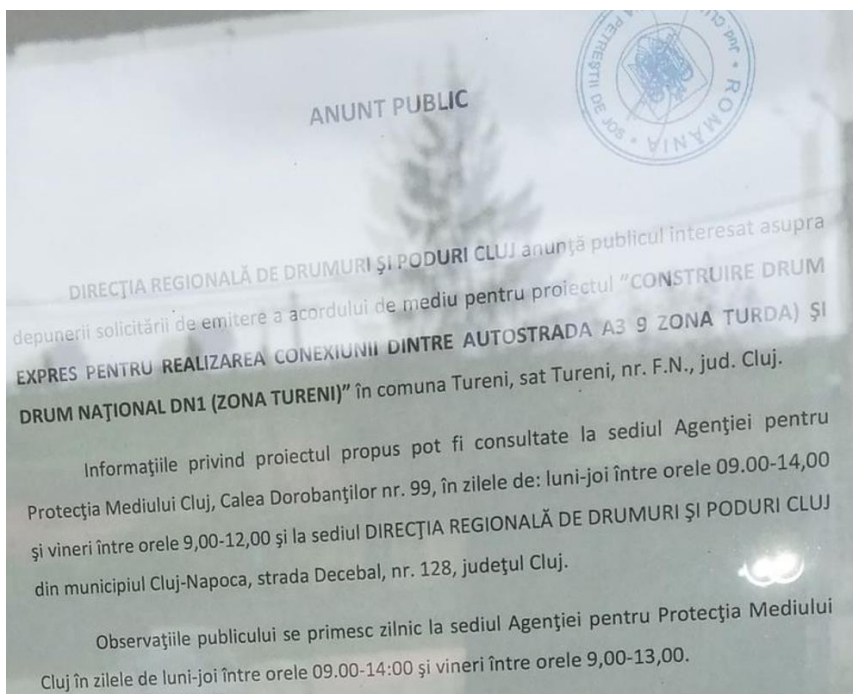 ANUNT PUBLIC
JUD. CL
PETREŞTII DE JOS * ROMÂNIA *
DIRECŢIA REGIONALĂ DE DRUMURI ŞI PODURI CLUJ anunţă publicul interesat asupra
depunerii solicitării de emitere a acordului de mediu pentru proiectul "CONSTRUIRE DRUM
EXPRES PENTRU REALIZAREA CONEXIUNII DINTRE AUTOSTRADA A3 9 ZONA TURDA) ŞI
DRUM NAŢIONAL DN1 (ZONA TURENI)" în comuna Tureni, sat Tureni, nr. F.N., jud. Cluj.
Informaţiile privind proiectul propus pot fi consultate la sediul Agenţiei pentru
Protecţia Mediului Cluj, Calea Dorobanţilor nr. 99, în zilele de: luni-joi între orele 09.00-14,00
şi vineri între orele 9,00-12,00 şi la sediul DIRECŢIA REGIONALĂ DE DRUMURI ŞI PODURI CLUJ
din municipiul Cluj-Napoca, strada Decebal, nr. 128, judeţul Cluj.
Observaţiile publicului se primesc zilnic la sediul Agenţiei pentru Protecţia Mediului
Cluj în zilele de luni-joi între orele 09.00-14:00 şi vineri între orele 9,00-13,00.